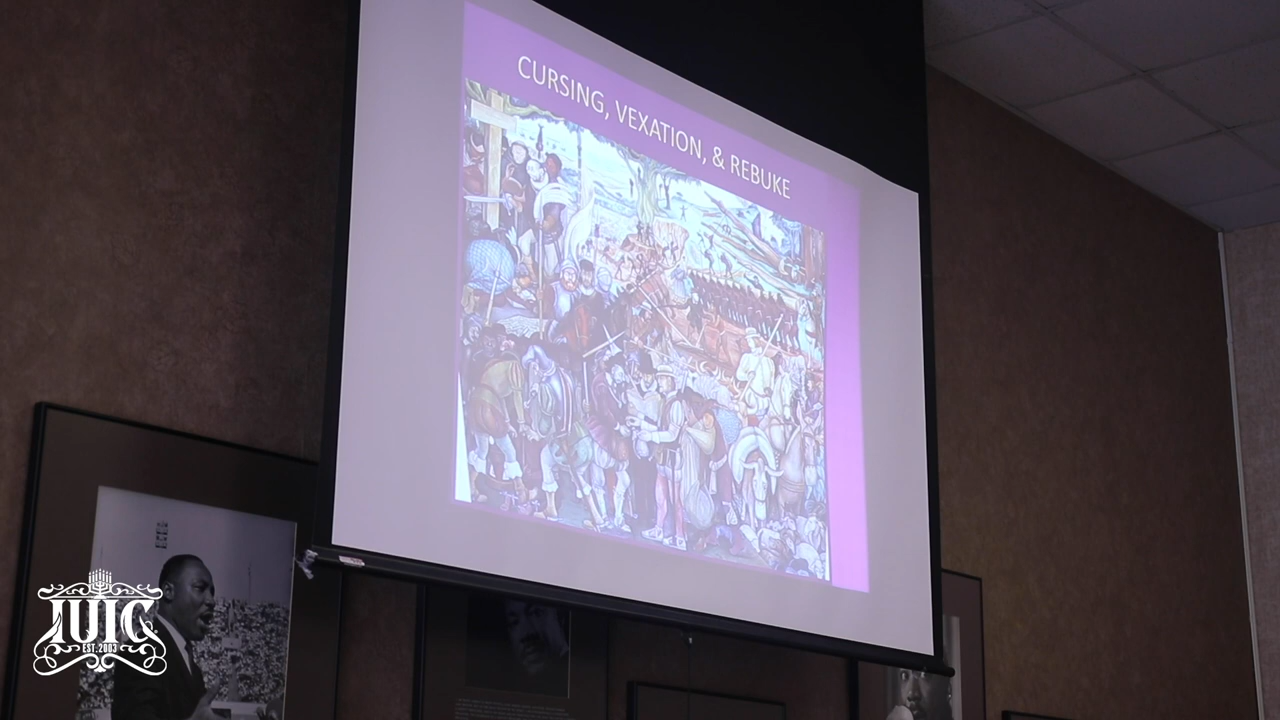 CURSING, VEXATION, & REBUKE
IUIC
EST. 2003